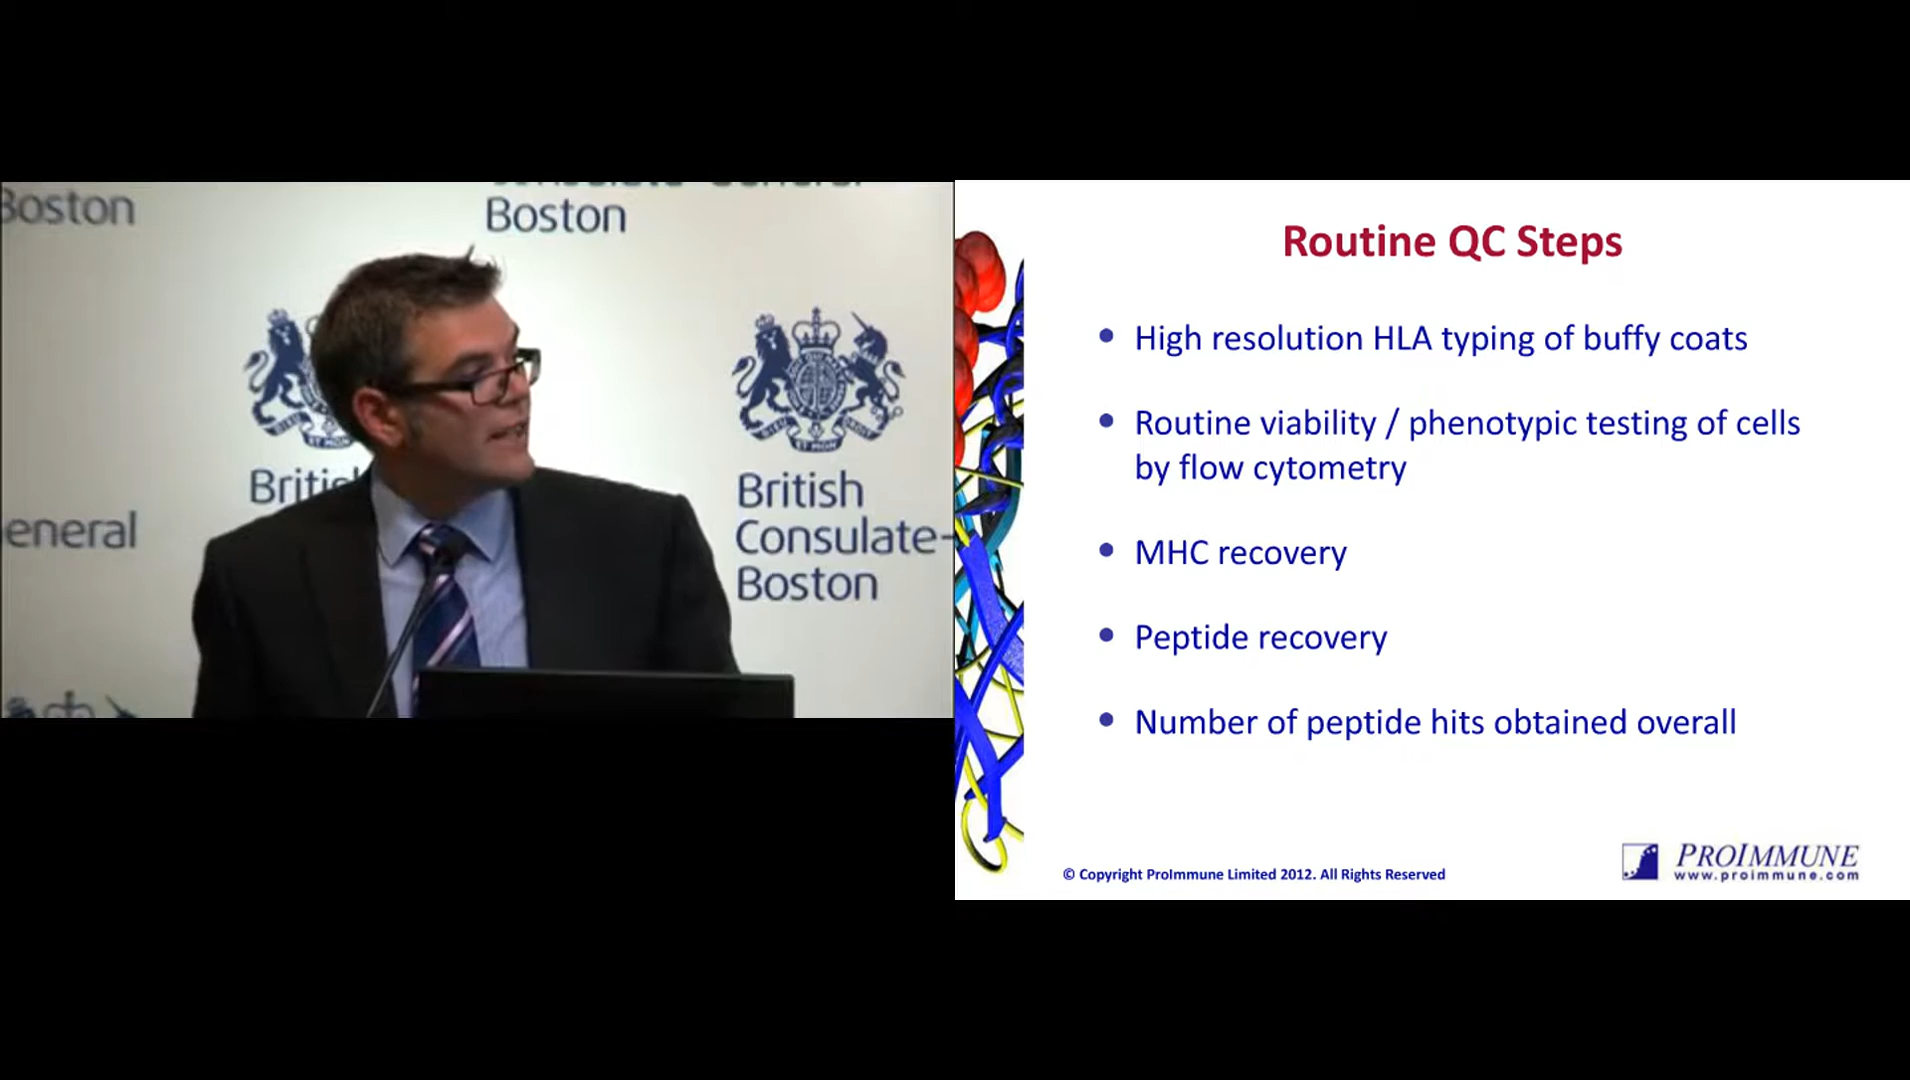 Boston
Consulate-General
Boston
British
eneral
British
Consulate-
Boston
Routine QC Steps
• High resolution HLA typing of buffy coats
• Routine viability / phenotypic testing of cells
by flow cytometry
• MHC recovery
• Peptide recovery
• Number of peptide hits obtained overall
© Copyright ProImmune Limited 2012. All Rights Reserved
PROIMMUNE
www.proimmune.com